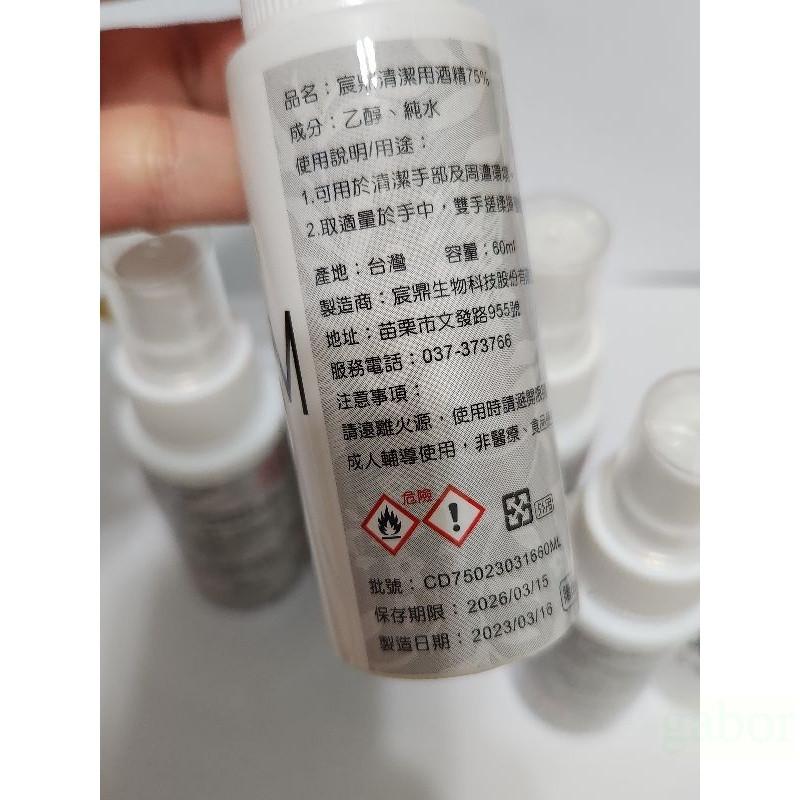 品名：宸鼎清潔用酒精75%
成分：乙醇、純水
使用說明/用途：
1.可用於清潔手部及周遭環
2.取適量於手中，雙手搓揉
產地：台灣 容量：60ml
製造商：宸鼎生物科技股份有
地址：苗栗市文發路955號
服務電話：037-373766
注意事項：
請遠離火源，使用時請避開
成人輔導使用，非醫療、食品
危險
批號：CD75023031660ML
保存期限：2026/03/15
製造日期：2023/03/16
M
gabor